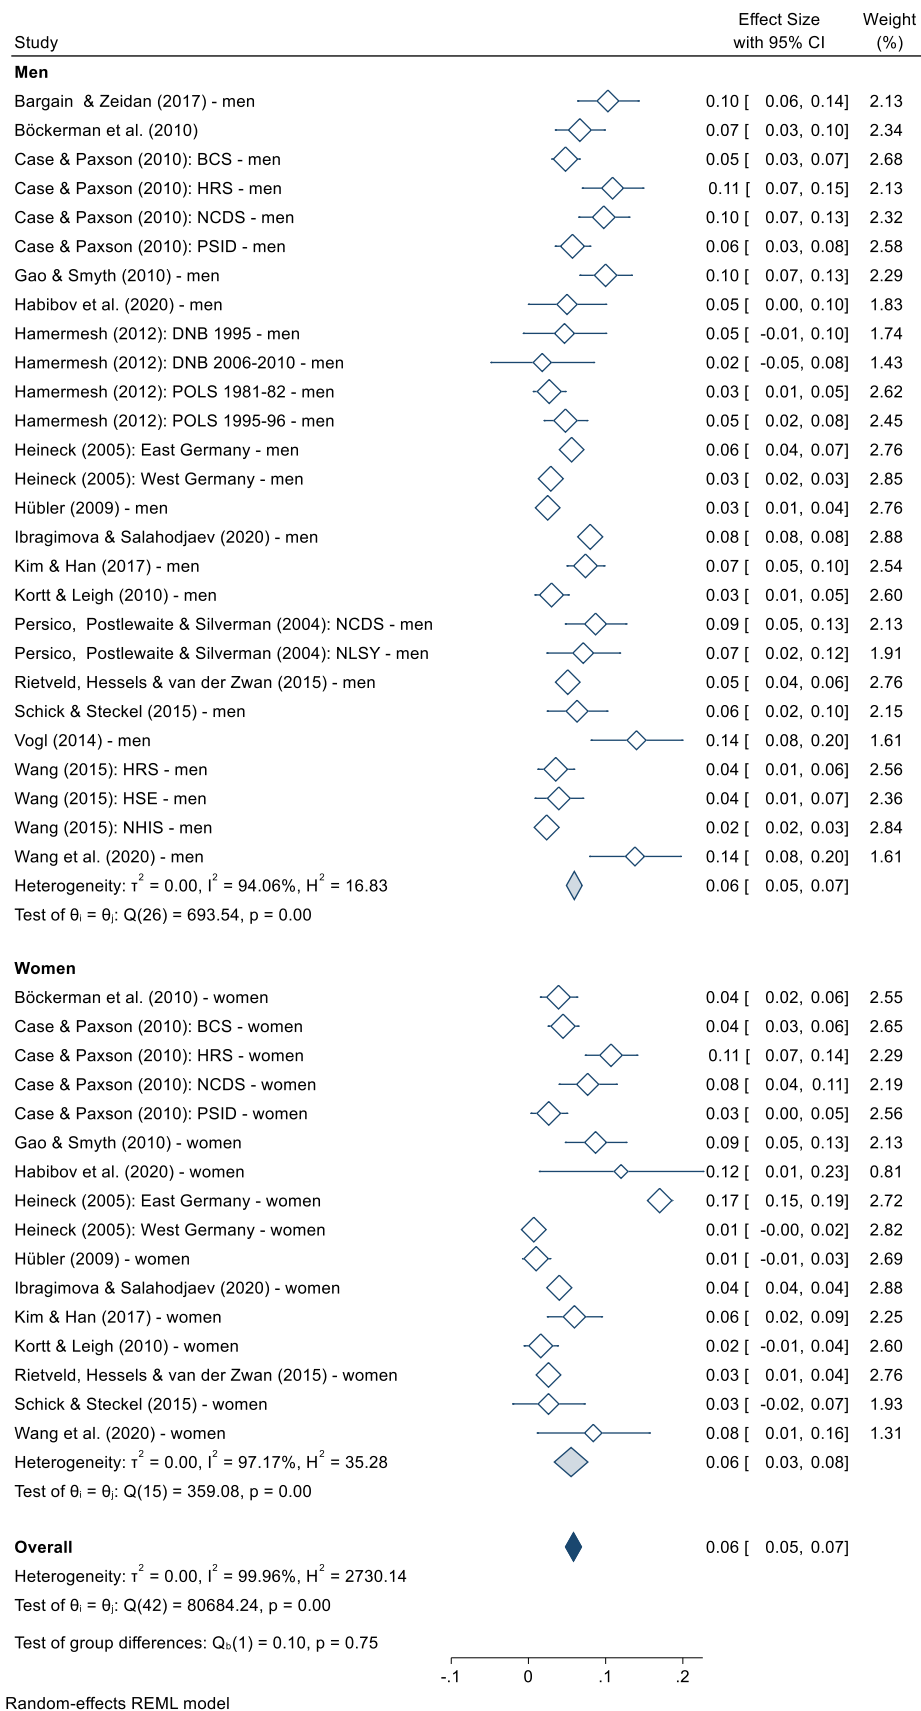 Effect Size Weight
Study with 95% CI (%)
Men
Bargain & Zeidan (2017) - men 0.10 [ 0.06, 0.14] 2.13
Böckerman et al. (2010) 0.07 [ 0.03, 0.10] 2.34
Case & Paxson (2010): BCS - men 0.05 [ 0.03, 0.07] 2.68
Case & Paxson (2010): HRS - men 0.11 [ 0.07, 0.15] 2.13
Case & Paxson (2010): NCDS - men 0.10 [ 0.07, 0.13] 2.32
Case & Paxson (2010): PSID - men 0.06 [ 0.03, 0.08] 2.58
Gao & Smyth (2010) - men 0.10 [ 0.07, 0.13] 2.29
Habibov et al. (2020) - men 0.05 [ 0.00, 0.10] 1.83
Hamermesh (2012): DNB 1995 - men 0.05 [ -0.01, 0.10] 1.74
Hamermesh (2012): DNB 2006-2010 - men 0.02 [ -0.05, 0.08] 1.43
Hamermesh (2012): POLS 1981-82 - men 0.03 [ 0.01, 0.05] 2.62
Hamermesh (2012): POLS 1995-96 - men 0.05 [ 0.02, 0.08] 2.45
Heineck (2005): East Germany - men 0.06 [ 0.04, 0.07] 2.76
Heineck (2005): West Germany - men 0.03 [ 0.02, 0.03] 2.85
Hübler (2009) - men 0.03 [ 0.01, 0.04] 2.76
Ibragimova & Salahodjaev (2020) - men 0.08 [ 0.08, 0.08] 2.88
Kim & Han (2017) - men 0.07 [ 0.05, 0.10] 2.54
Kortt & Leigh (2010) - men 0.03 [ 0.01, 0.05] 2.60
Persico, Postlewaite & Silverman (2004): NCDS - men 0.09 [ 0.05, 0.13] 2.13
Persico, Postlewaite & Silverman (2004): NLSY - men 0.07 [ 0.02, 0.12] 1.91
Rietveld, Hessels & van der Zwan (2015) - men 0.05 [ 0.04, 0.06] 2.76
Schick & Steckel (2015) - men 0.06 [ 0.02, 0.10] 2.15
Vogl (2014) - men 0.14 [ 0.08, 0.20] 1.61
Wang (2015): HRS - men 0.04 [ 0.01, 0.06] 2.56
Wang (2015): HSE - men 0.04 [ 0.01, 0.07] 2.36
Wang (2015): NHIS - men 0.02 [ 0.02, 0.03] 2.84
Wang et al. (2020) - men 0.14 [ 0.08, 0.20] 1.61
Heterogeneity: τ² = 0.00, I² = 94.06%, H² = 16.83 0.06 [ 0.05, 0.07]
Test of θᵢ = θⱼ: Q(26) = 693.54, p = 0.00
Women
Böckerman et al. (2010) - women 0.04 [ 0.02, 0.06] 2.55
Case & Paxson (2010): BCS - women 0.04 [ 0.03, 0.06] 2.65
Case & Paxson (2010): HRS - women 0.11 [ 0.07, 0.14] 2.29
Case & Paxson (2010): NCDS - women 0.08 [ 0.04, 0.11] 2.19
Case & Paxson (2010): PSID - women 0.03 [ 0.00, 0.05] 2.56
Gao & Smyth (2010) - women 0.09 [ 0.05, 0.13] 2.13
Habibov et al. (2020) - women 0.12 [ 0.01, 0.23] 0.81
Heineck (2005): East Germany - women 0.17 [ 0.15, 0.19] 2.72
Heineck (2005): West Germany - women 0.01 [ -0.00, 0.02] 2.82
Hübler (2009) - women 0.01 [ -0.01, 0.03] 2.69
Ibragimova & Salahodjaev (2020) - women 0.04 [ 0.04, 0.04] 2.88
Kim & Han (2017) - women 0.06 [ 0.02, 0.09] 2.25
Kortt & Leigh (2010) - women 0.02 [ -0.01, 0.04] 2.60
Rietveld, Hessels & van der Zwan (2015) - women 0.03 [ 0.01, 0.04] 2.76
Schick & Steckel (2015) - women 0.03 [ -0.02, 0.07] 1.93
Wang et al. (2020) - women 0.08 [ 0.01, 0.16] 1.31
Heterogeneity: τ² = 0.00, I² = 97.17%, H² = 35.28 0.06 [ 0.03, 0.08]
Test of θᵢ = θⱼ: Q(15) = 359.08, p = 0.00
Overall 0.06 [ 0.05, 0.07]
Heterogeneity: τ² = 0.00, I² = 99.96%, H² = 2730.14
Test of θᵢ = θⱼ: Q(42) = 80684.24, p = 0.00
Test of group differences: Q_b(1) = 0.10, p = 0.75
-.1 0 .1 .2
Random-effects REML model